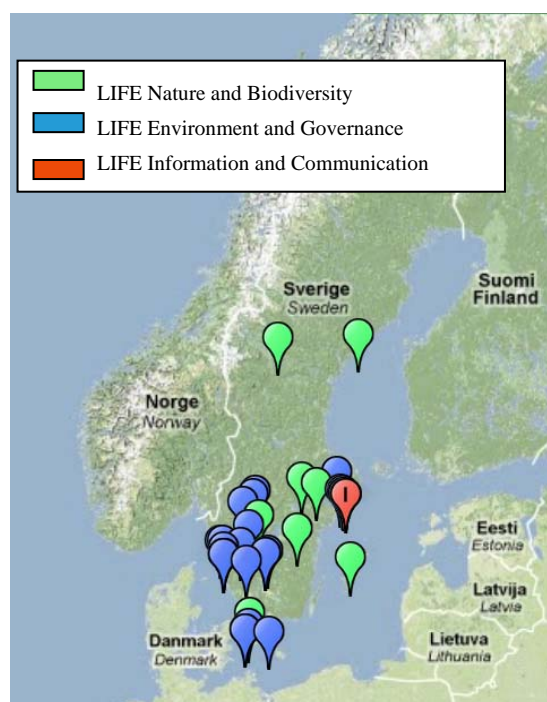 LIFE Nature and Biodiversity
LIFE Environment and Governance
LIFE Information and Communication
Sverige
Sweden
Suomi
Finland
Norge
Norway
I
Eesti
Estonia
Latvija
Latvia
Danmark
Denmark
Lietuva
Lithuania